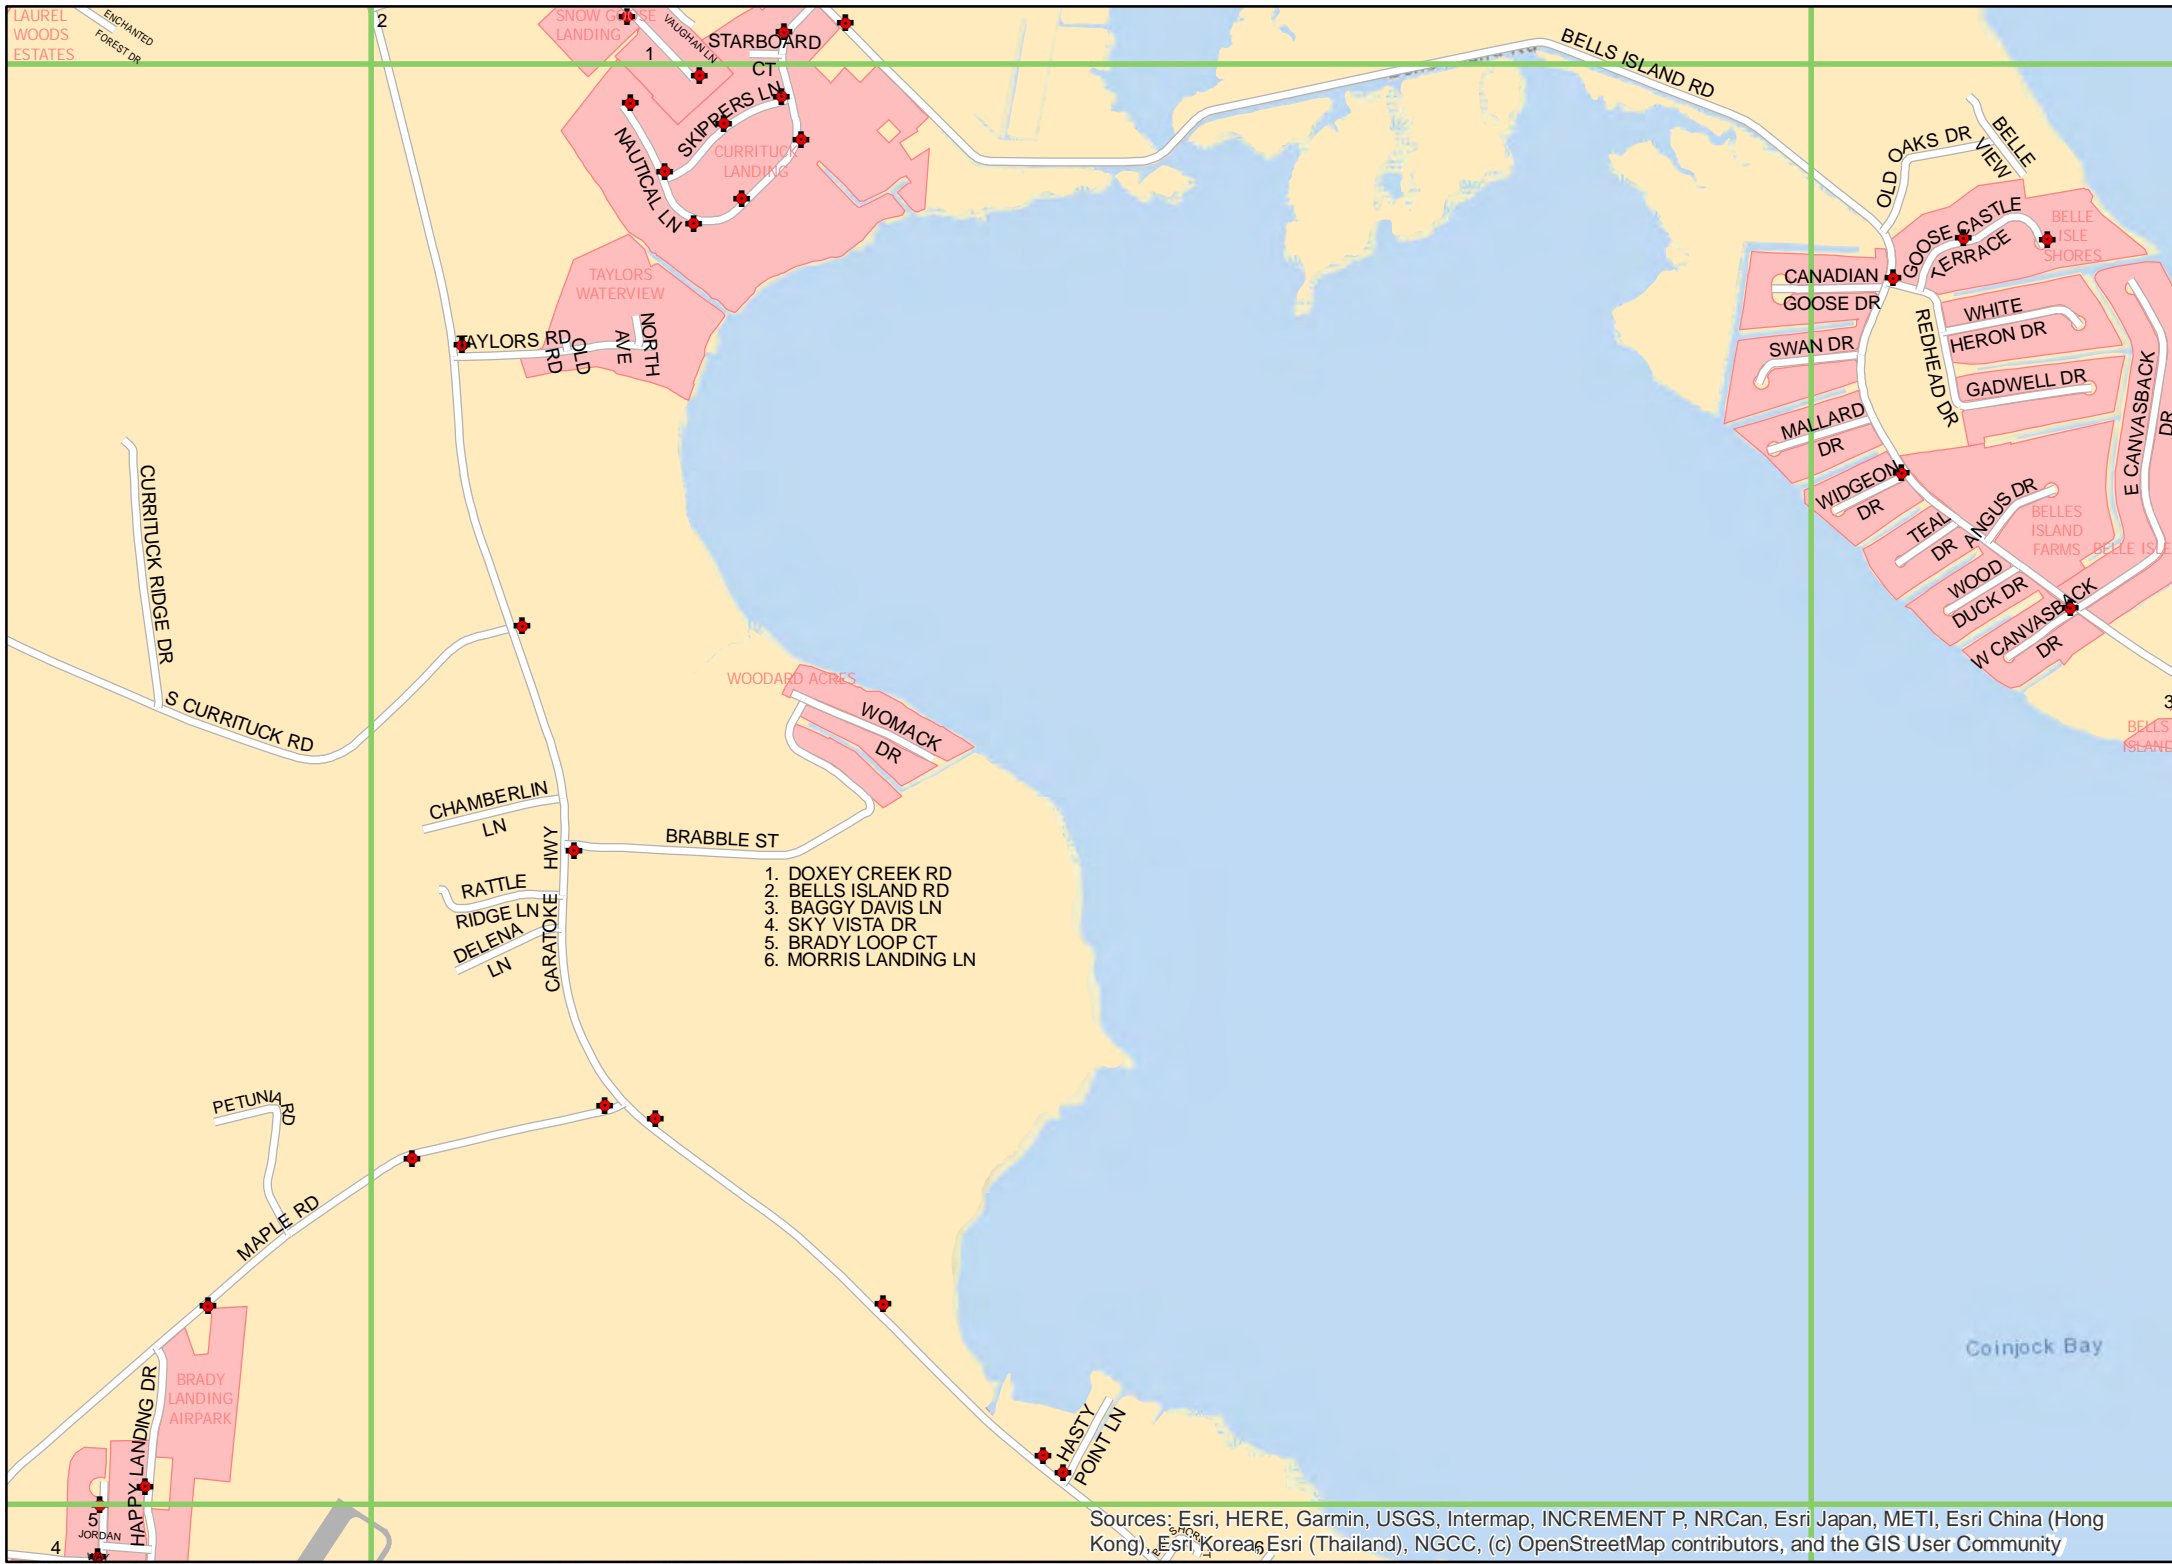 LAUREL
WOODS
ESTATES
ENCHANTED
FOREST DR
2
SNOW GOOSE
LANDING
1
VAUGHAN LN
STARBOARD
CT
SKIPPERS LN
NAUTICAL LN
CURRITUCK
LANDING
BELLS ISLAND RD
OLD OAKS DR
BELLE
VIEW
GOOSE CASTLE
TERRACE
BELLE
ISLE
SHORES
CANADIAN
GOOSE DR
WHITE
HERON DR
REDHEAD DR
SWAN DR
GADWELL DR
E CANVASBACK
DR
MALLARD
DR
WIDGEON
DR
TEAL
DR
ANGUS DR
BELLES
ISLAND
FARMS
BELLE ISLE
WOOD
DUCK DR
W CANVASBACK
DR
3
BELLS
ISLAND
TAYLORS
WATERVIEW
TAYLORS RD
OLD
RD
NORTH
AVE
CURRITUCK RIDGE DR
S CURRITUCK RD
WOODARD ACRES
WOMACK
DR
CHAMBERLIN
LN
BRABBLE ST
CARATOKE HWY
RATTLE
RIDGE LN
DELENA
LN
1. DOXEY CREEK RD
2. BELLS ISLAND RD
3. BAGGY DAVIS LN
4. SKY VISTA DR
5. BRADY LOOP CT
6. MORRIS LANDING LN
PETUNIA
RD
MAPLE RD
Coinjock Bay
BRADY
LANDING
AIRPARK
HAPPY LANDING DR
HASTY
POINT LN
5
JORDAN
4
6
Sources: Esri, HERE, Garmin, USGS, Intermap, INCREMENT P, NRCan, Esri Japan, METI, Esri China (Hong
Kong), Esri Korea, Esri (Thailand), NGCC, (c) OpenStreetMap contributors, and the GIS User Community